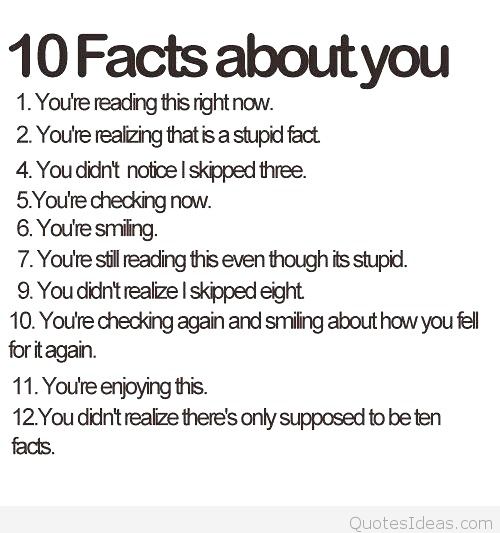 10 Facts about you
1. You're reading this right now.
2. You're realizing that is a stupid fact.
4. You didn't notice I skipped three.
5.You're checking now.
6. You're smiling.
7. You're still reading this even though its stupid.
9. You didn't realize I skipped eight.
10. You're checking again and smiling about how you fell
for it again.
11. You're enjoying this.
12.You didn't realize there's only supposed to be ten
facts.
QuotesIdeas.com